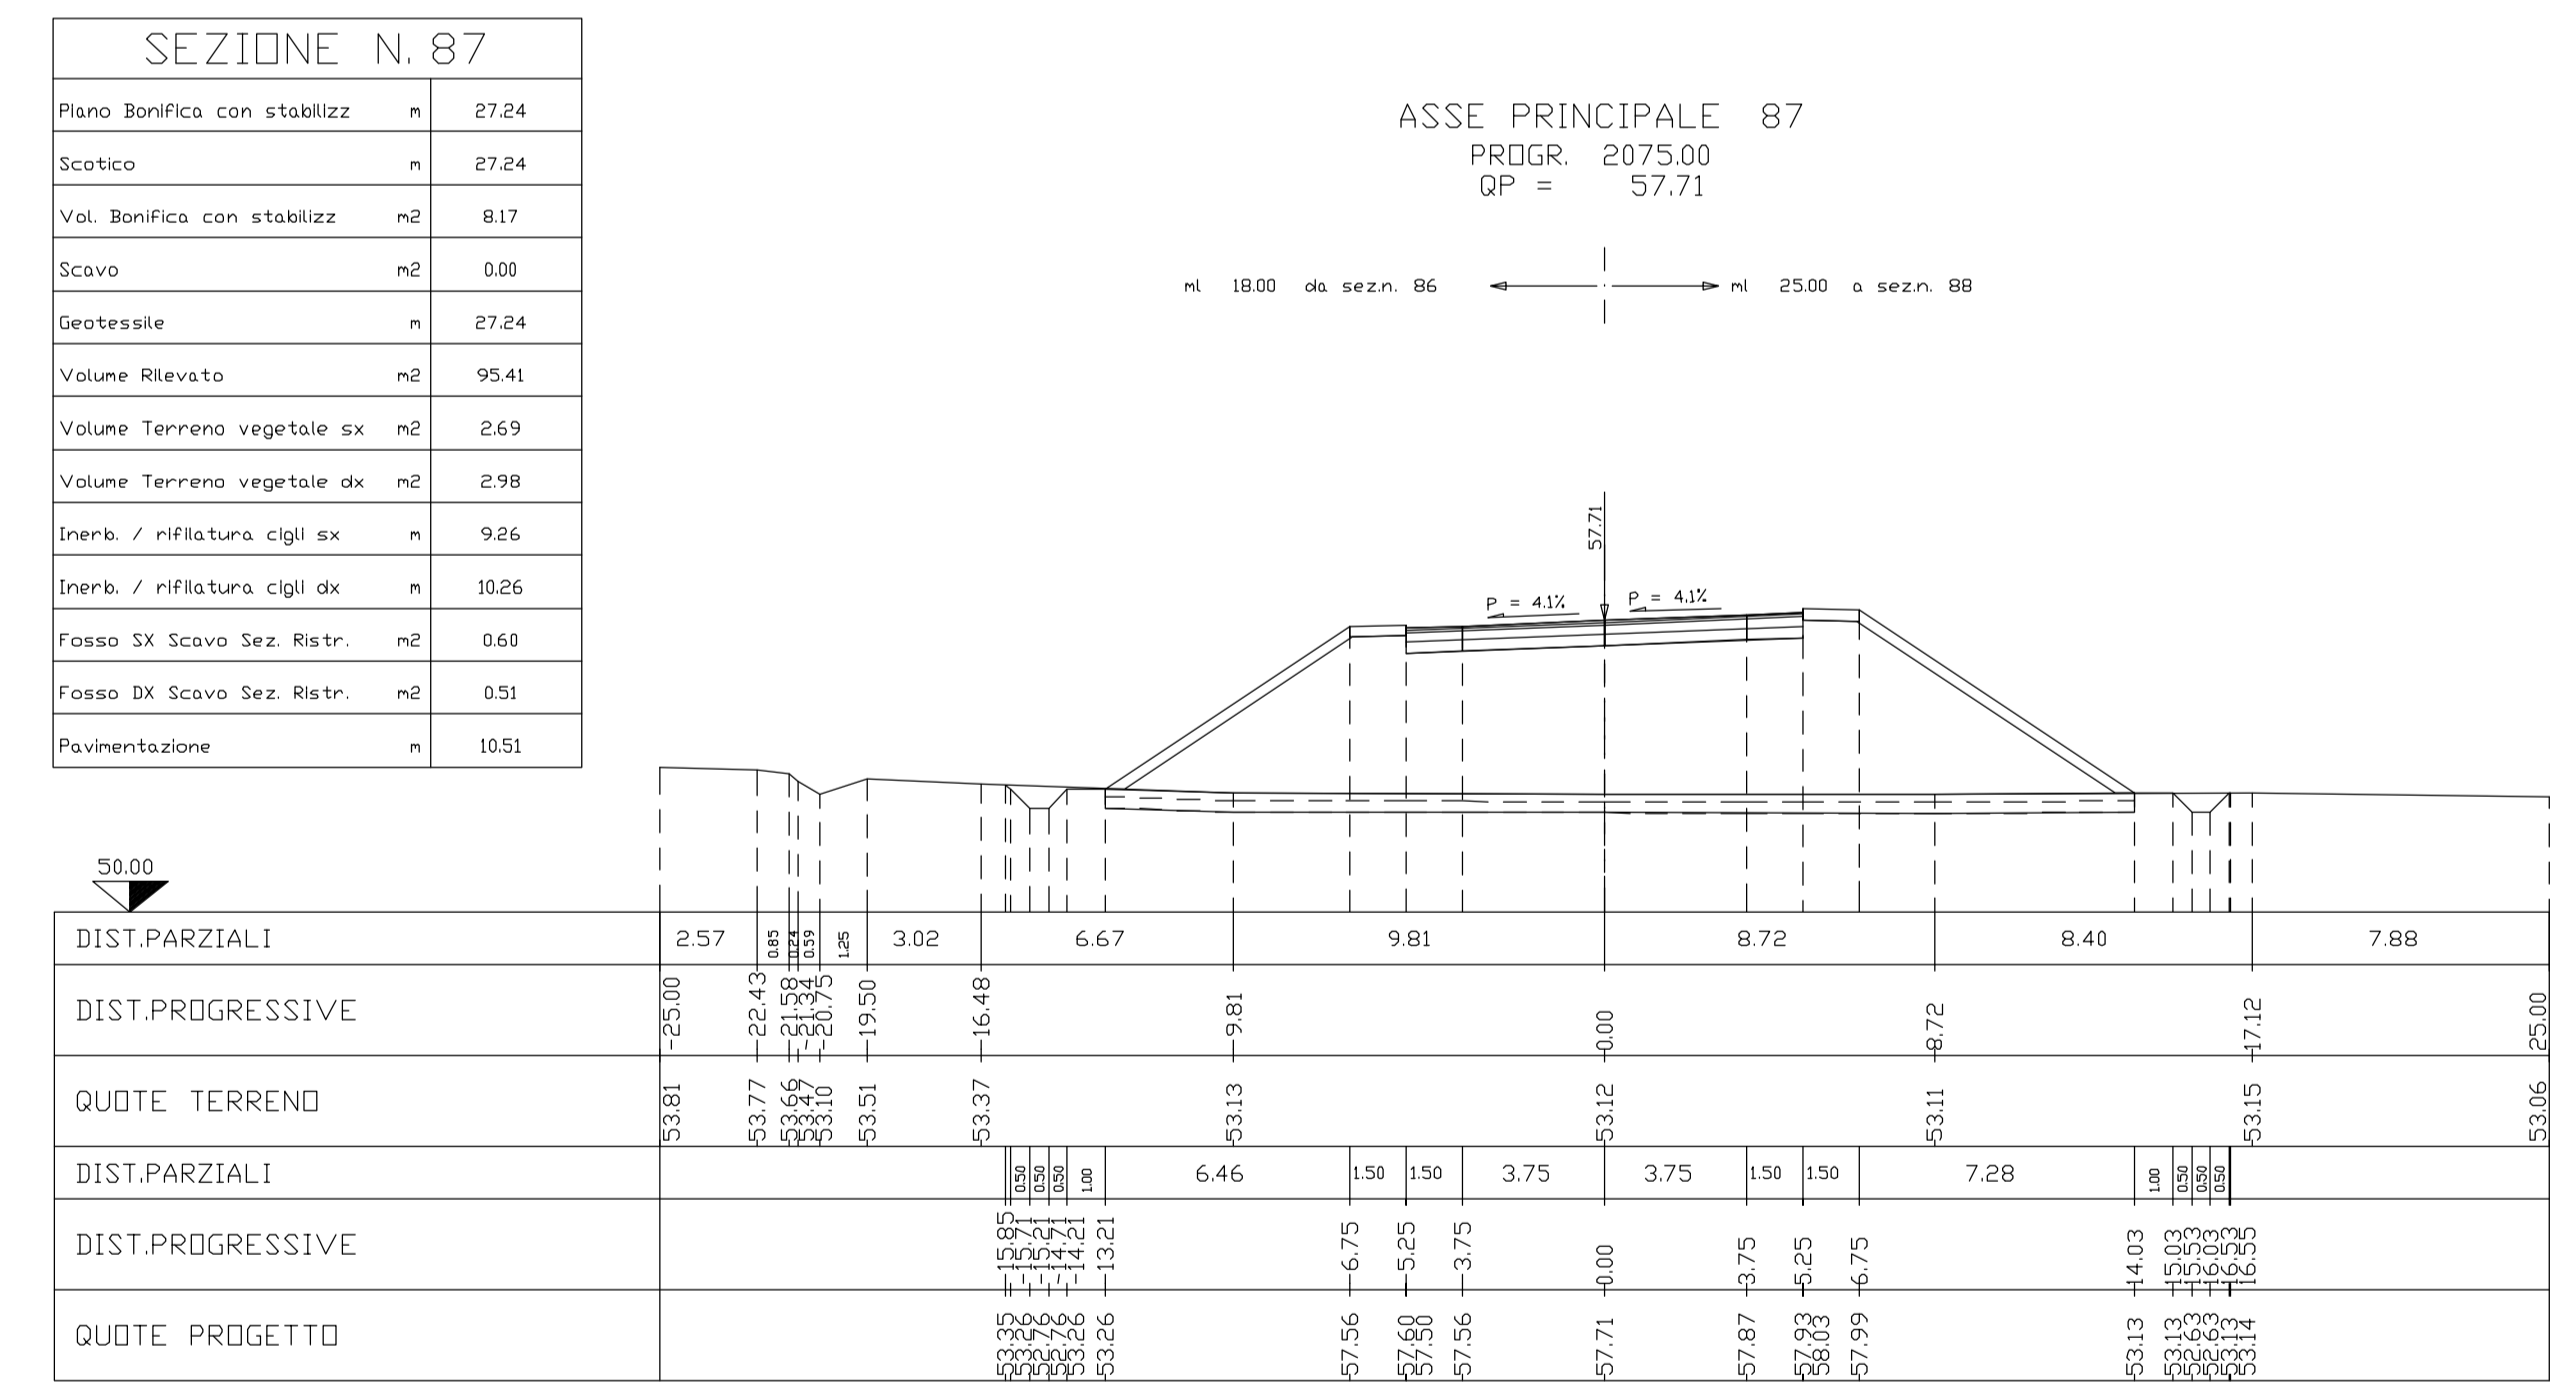 SEZIONE N. 87
Piano Bonifica con stabilizz m 27.24
Scotico m 27.24
Vol. Bonifica con stabilizz m2 8.17
Scavo m2 0.00
Geotessile m 27.24
Volume Rilevato m2 95.41
Volume Terreno vegetale sx m2 2.69
Volume Terreno vegetale dx m2 2.98
Inerb. / rifilatura cigli sx m 9.26
Inerb. / rifilatura cigli dx m 10.26
Fosso SX Scavo Sez. Ristr. m2 0.60
Fosso DX Scavo Sez. Ristr. m2 0.51
Pavimentazione m 10.51
ASSE PRINCIPALE 87
PROGR. 2075.00
QP = 57.71
ml 18.00 da sez.n. 86 ml 25.00 a sez.n. 88
57.71
P = 4.1% P = 4.1%
50.00
DIST.PARZIALI 2.57 0.85 0.24 0.59 1.25 3.02 6.67 9.81 8.72 8.40 7.88
DIST.PROGRESSIVE -25.00 -22.43 -21.58 -21.34 -20.75 -19.50 -16.48 -9.81 0.00 8.72 17.12 25.00
QUOTE TERRENO 53.81 53.77 53.66 53.47 53.10 53.51 53.37 53.13 53.12 53.11 53.15 53.06
DIST.PARZIALI 0.50 0.50 0.50 1.00 6.46 1.50 1.50 3.75 3.75 1.50 1.50 7.28 1.00 0.50 0.50 0.50
DIST.PROGRESSIVE -15.85 -15.71 -15.21 -14.71 -14.21 -13.21 -6.75 -5.25 -3.75 0.00 3.75 5.25 6.75 14.03 15.03 15.53 16.03 16.53 16.55
QUOTE PROGETTO 53.35 53.26 52.76 52.76 53.26 53.26 57.56 57.60 57.50 57.56 57.71 57.87 57.93 58.03 57.99 53.13 53.13 52.63 52.63 53.13 53.14